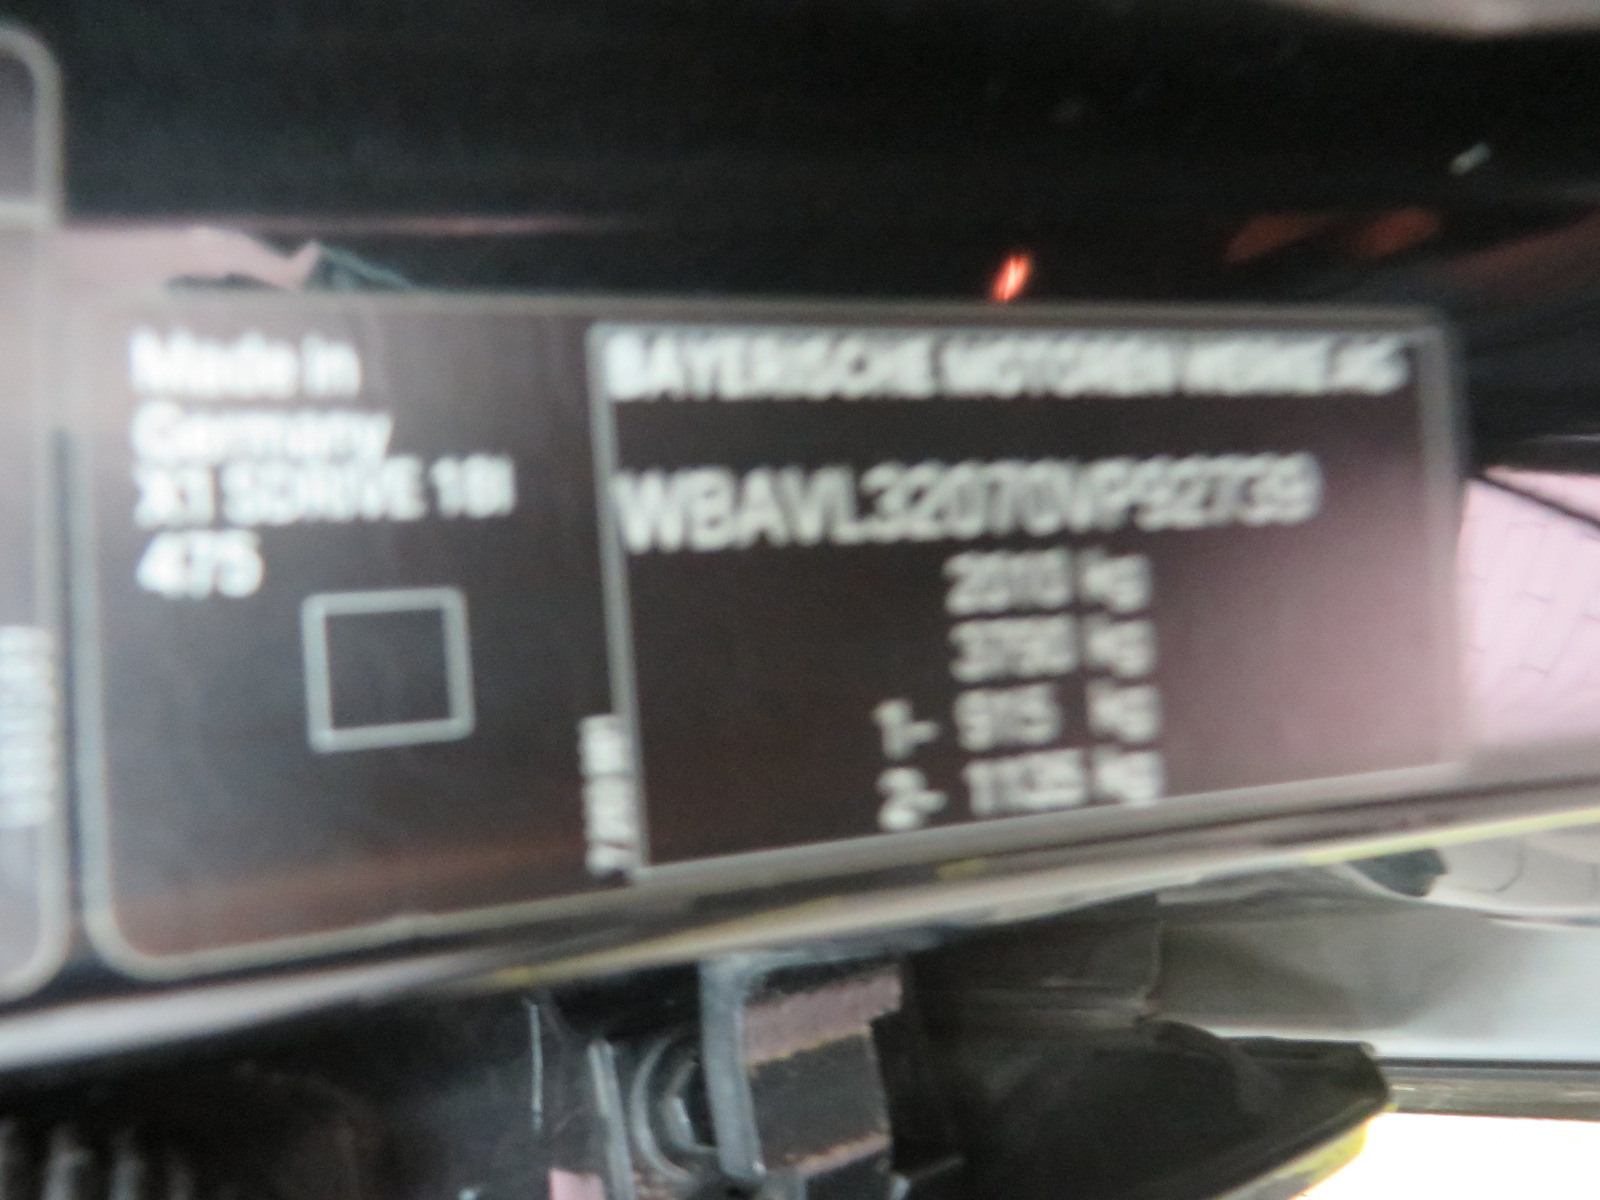 Made in
Germany
X1 SDRIVE 18I
475
BAYERISCHE MOTOREN WERKE AG
WBAVL32070VP92739
2010 kg
3790 kg
1- 915 kg
2- 1135 kg